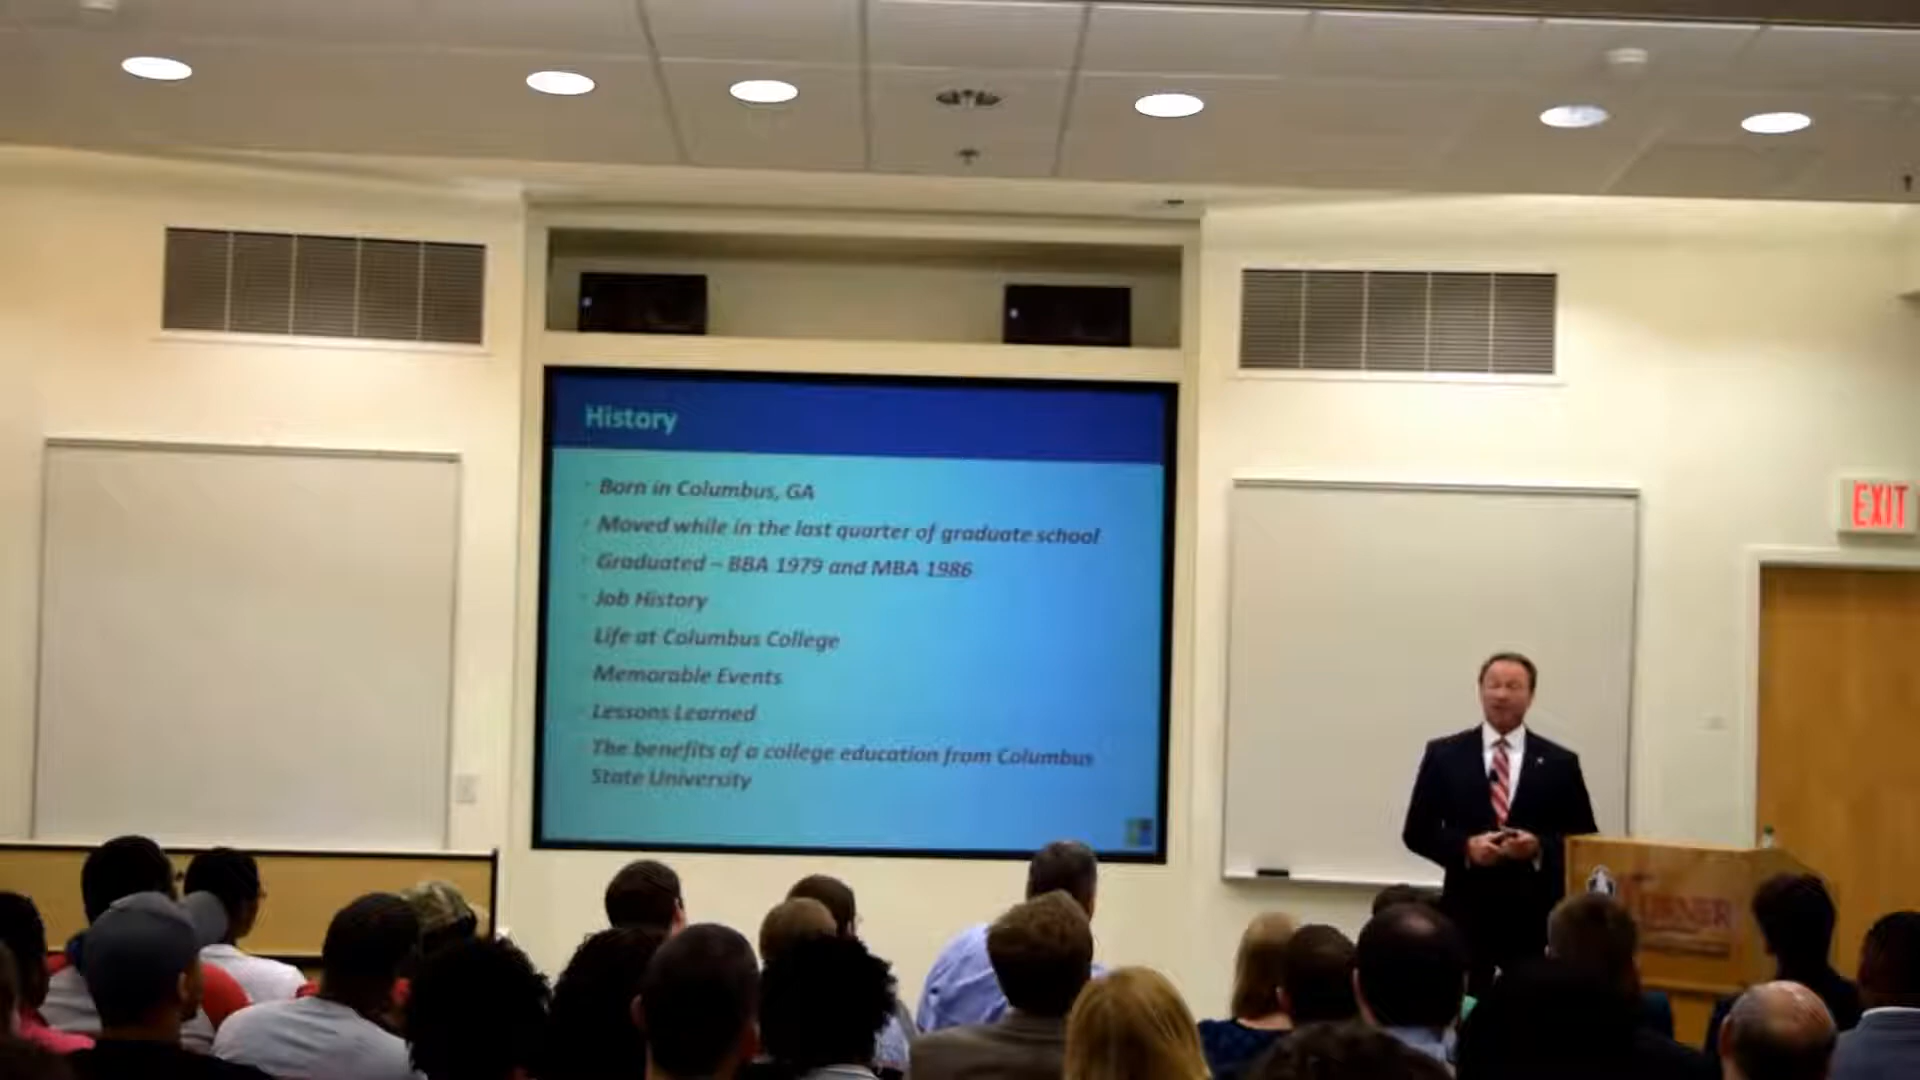 History
Born in Columbus, GA
Moved while in the last quarter of graduate school
Graduated – BBA 1979 and MBA 1986
Job History
Life at Columbus College
Memorable Events
Lessons Learned
The benefits of a college education from Columbus
State University
EXIT
TURNER